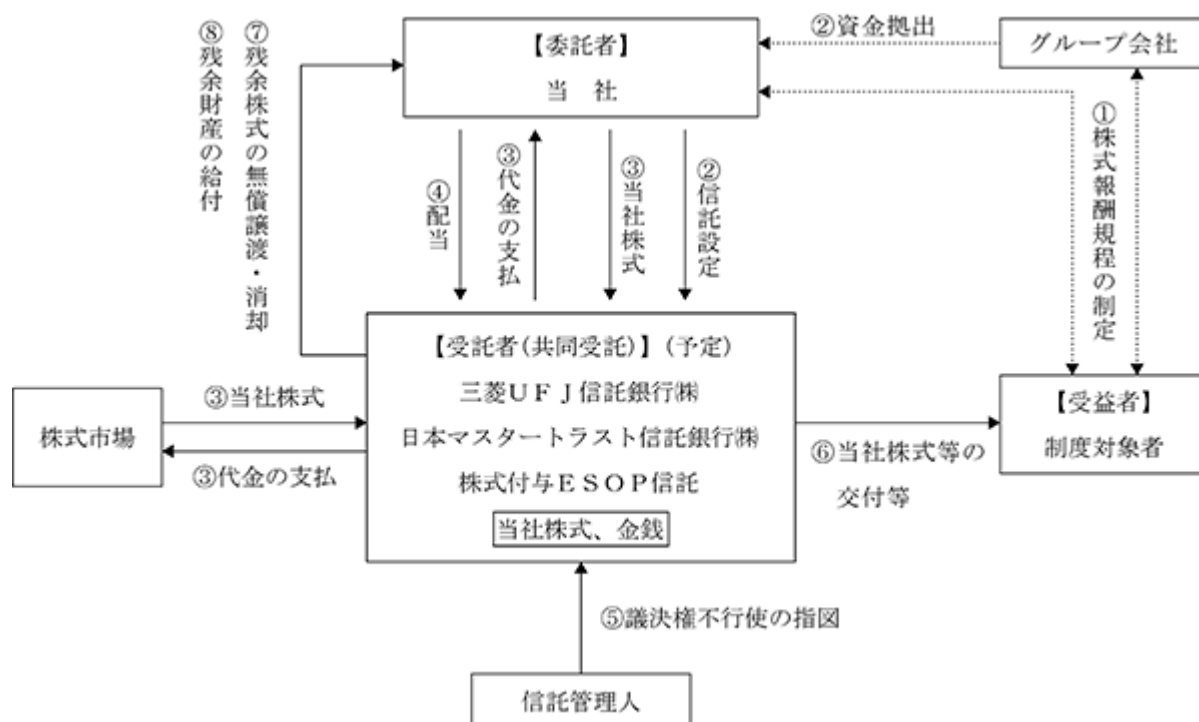 ⑧残余財産の給付
⑦残余株式の無償譲渡・消却
【委託者】
当 社
②資金拠出
グループ会社
①株式報酬規程の制定
④配当
③代金の支払
③当社株式
②信託設定
【受託者(共同受託)】(予定)
三菱UFJ信託銀行㈱
日本マスタートラスト信託銀行㈱
株式付与ESOP信託
当社株式、金銭
株式市場
③当社株式
③代金の支払
【受益者】
制度対象者
⑥当社株式等の
交付等
⑤議決権不行使の指図
信託管理人